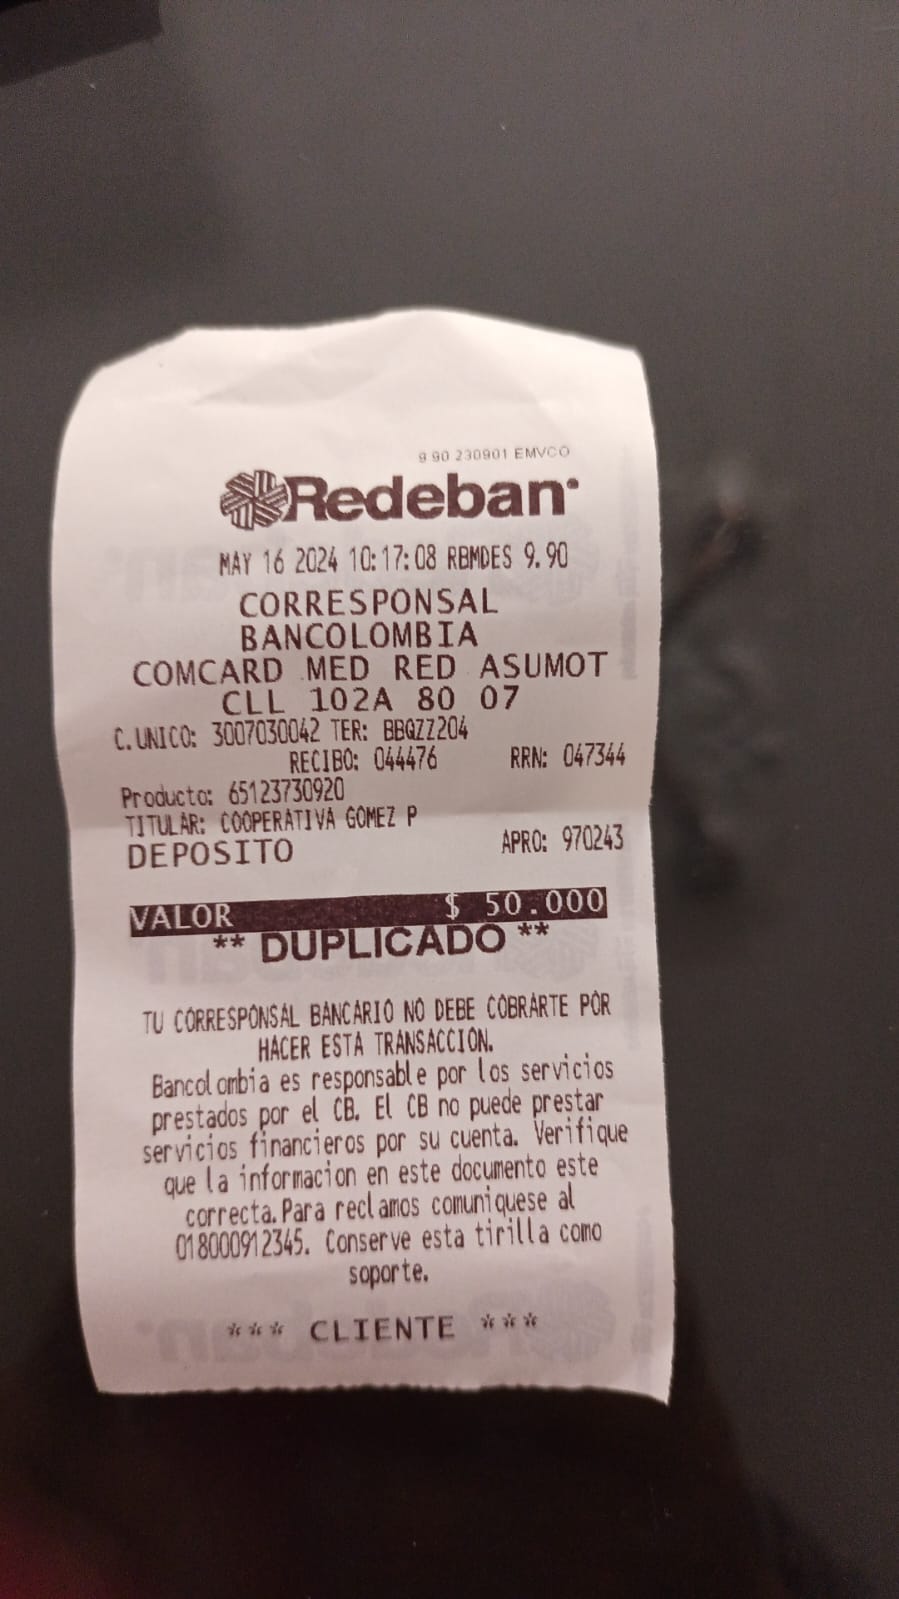 9.90 230901 EMVCO
Redeban
MAY 16 2024 10:17:08 RBMDES 9.90
CORRESPONSAL
BANCOLOMBIA
COMCARD MED RED ASUMOT
CLL 102A 80 07
C.UNICO: 3007030042 TER: BBQZZ204
RECIBO: 044476 RRN: 047344
Producto: 65123730920
TITULAR: COOPERATIVA GOMEZ P
DEPOSITO APRO: 970243
VALOR $ 50.000
** DUPLICADO **
TU CORRESPONSAL BANCARIO NO DEBE COBRARTE POR
HACER ESTA TRANSACCION.
Bancolombia es responsable por los servicios
prestados por el CB. El CB no puede prestar
servicios financieros por su cuenta. Verifique
que la informacion en este documento este
correcta.Para reclamos comuniquese al
018000912345. Conserve esta tirilla como
soporte.
*** CLIENTE ***